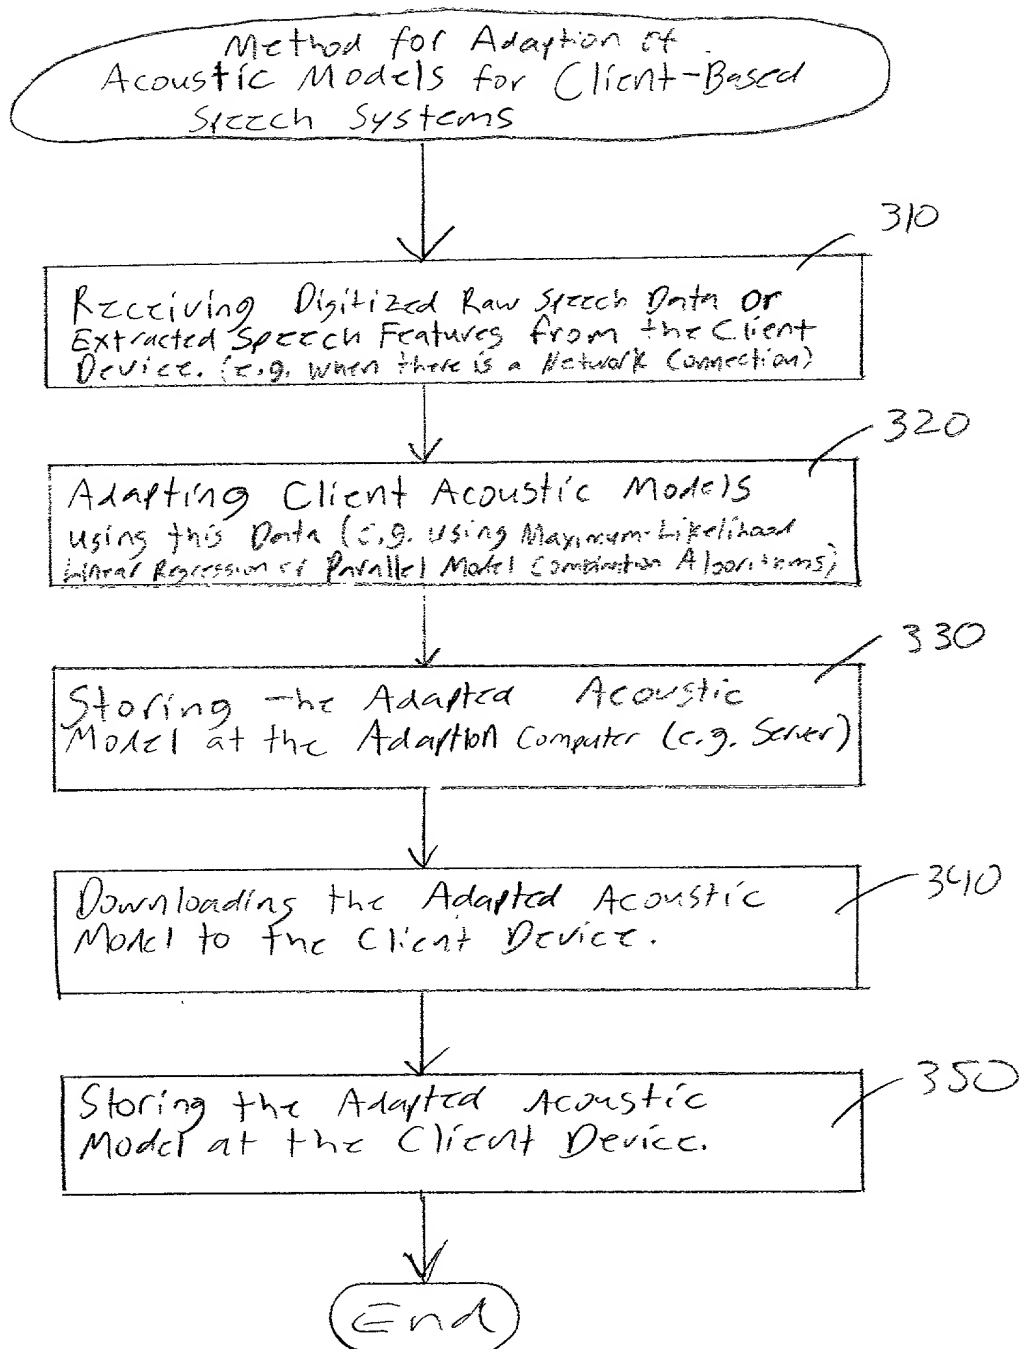 Method for Adaption of
Acoustic Models for Client-Based
Speech Systems
310
Receiving Digitized Raw Speech Data or
Extracted Speech Features from the Client
Device. (e.g. when there is a Network Connection)
320
Adapting Client Acoustic Models
using this Data (e.g. using Maximum-Likelihood
Linear Regression or Parallel Model Combination Algorithms)
330
Storing the Adapted Acoustic
Model at the Adaption Computer (e.g. Server)
340
Downloading the Adapted Acoustic
Model to the Client Device.
350
Storing the Adapted Acoustic
Model at the Client Device.
End